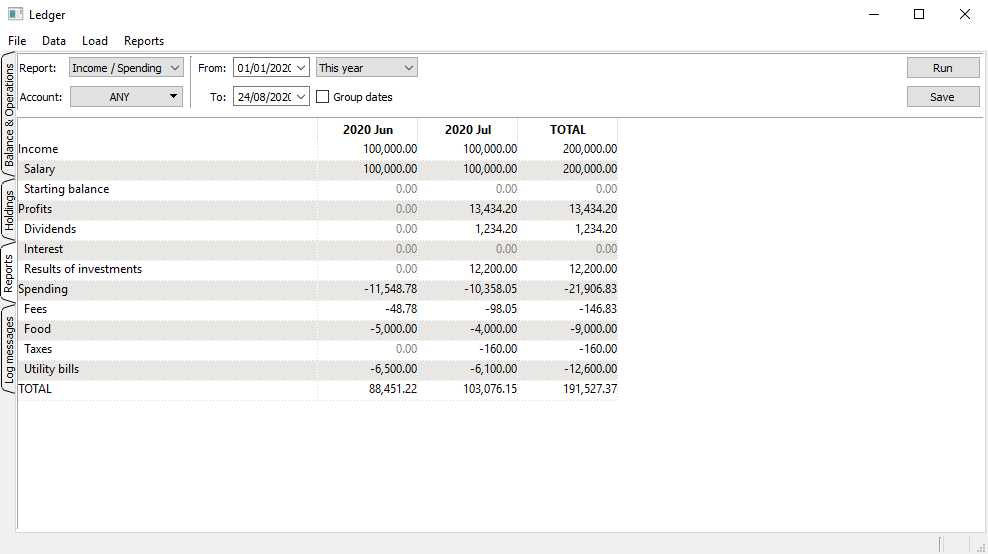 Ledger
File Data Load Reports
Report: Income / Spending From: 01/01/2020 This year Run
Account: ANY To: 24/08/2020 Group dates Save
Balance & Operations
Holdings
Reports
Log messages
2020 Jun 2020 Jul TOTAL
Income 100,000.00 100,000.00 200,000.00
Salary 100,000.00 100,000.00 200,000.00
Starting balance 0.00 0.00 0.00
Profits 0.00 13,434.20 13,434.20
Dividends 0.00 1,234.20 1,234.20
Interest 0.00 0.00 0.00
Results of investments 0.00 12,200.00 12,200.00
Spending -11,548.78 -10,358.05 -21,906.83
Fees -48.78 -98.05 -146.83
Food -5,000.00 -4,000.00 -9,000.00
Taxes 0.00 -160.00 -160.00
Utility bills -6,500.00 -6,100.00 -12,600.00
TOTAL 88,451.22 103,076.15 191,527.37